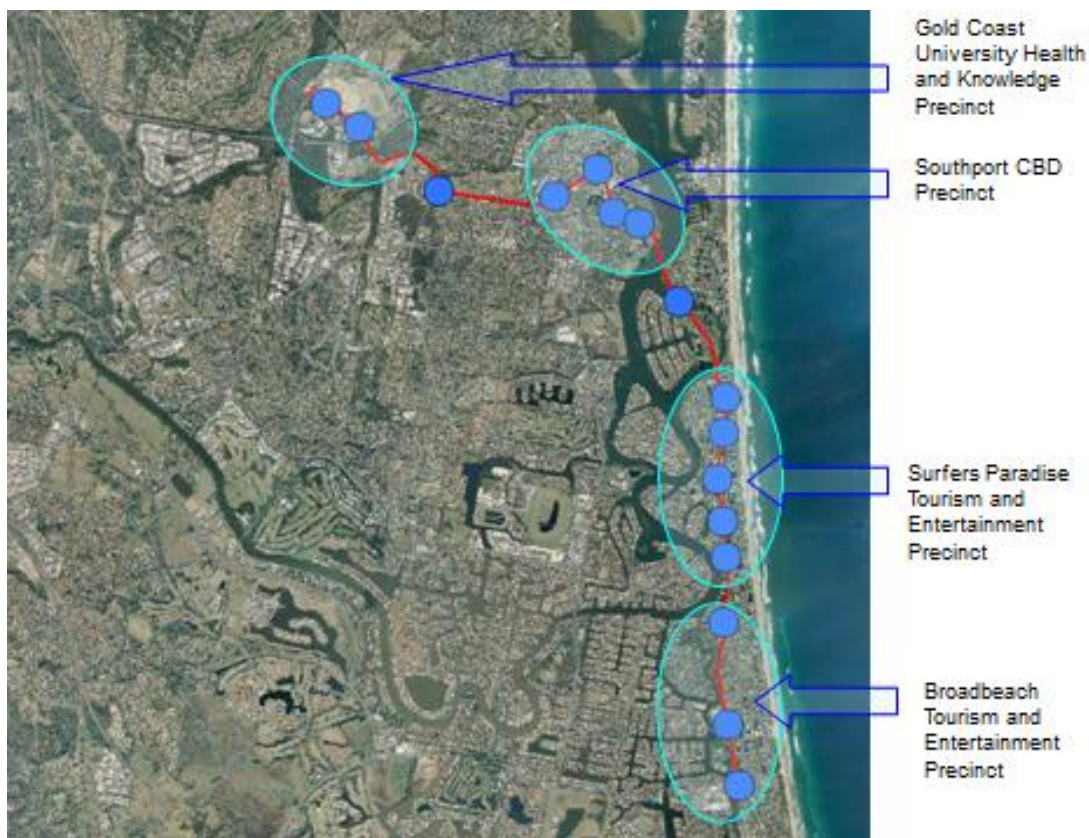 Gold Coast
University Health
and Knowledge
Precinct
Southport CBD
Precinct
Surfers Paradise
Tourism and
Entertainment
Precinct
Broadbeach
Tourism and
Entertainment
Precinct